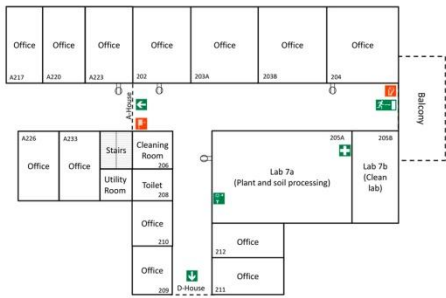 Office
Office
Office
Office
Office
Office
Office
A217
A220
A223
202
203A
203B
204
A-House
Balcony
A226
A233
Office
Office
Stairs
Utility
Room
Cleaning
Room
206
Toilet
208
205A
Lab 7a
(Plant and soil processing)
205B
Lab 7b
(Clean
lab)
Office
210
Office
209
Office
212
Office
211
D-House